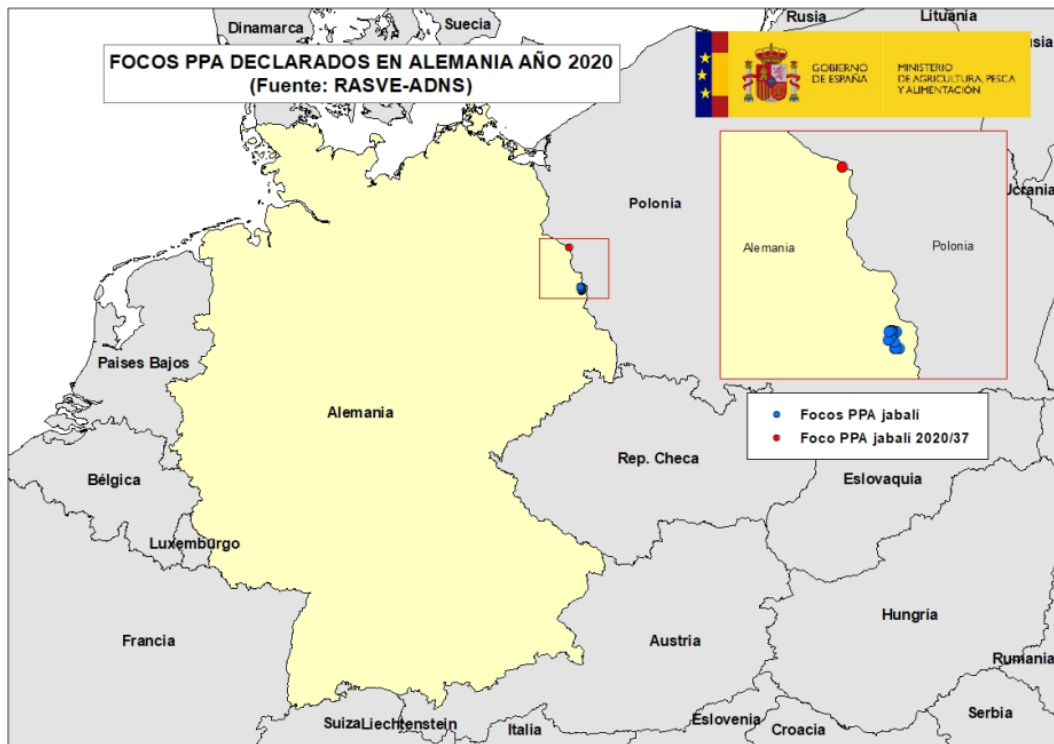 Dinamarca
Suecia
Rusia
Lituania
FOCOS PPA DECLARADOS EN ALEMANIA AÑO 2020
(Fuente: RASVE-ADNS)
GOBIERNO
DE ESPAÑA
MINISTERIO
DE AGRICULTURA, PESCA
Y ALIMENTACIÓN
usia
Ucrania
Polonia
Alemania
Polonia
Paises Bajos
Alemania
Focos PPA jabalí
Foco PPA jabalí 2020/37
Rep. Checa
Bélgica
Eslovaquia
Luxemburgo
Francia
Austria
Hungría
Rumania
Suiza
Liechtenstein
Italia
Eslovenia
Croacia
Serbia